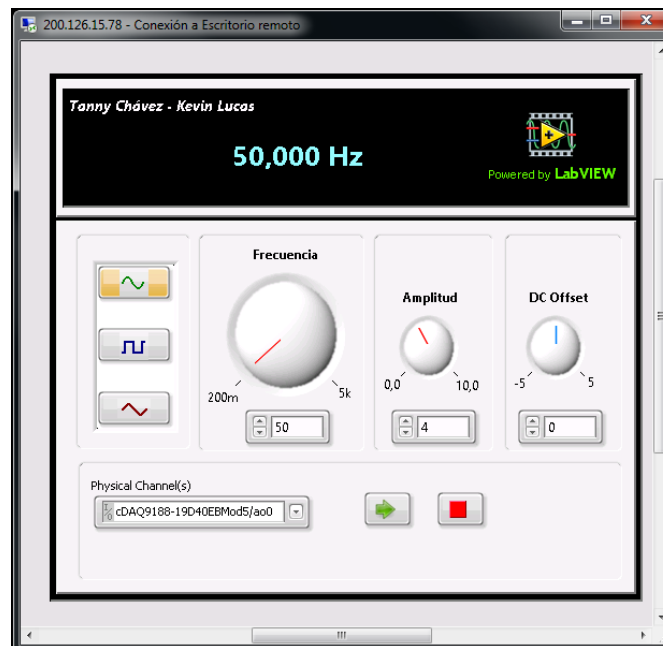 200.126.15.78 - Conexión a Escritorio remoto
Tanny Chávez - Kevin Lucas
50,000 Hz
Powered by LabVIEW
Frecuencia
200m
5k
50
Amplitud
0,0
10,0
4
DC Offset
-5
5
0
Physical Channel(s)
I/O cDAQ9188-19D40EBMod5/ao0